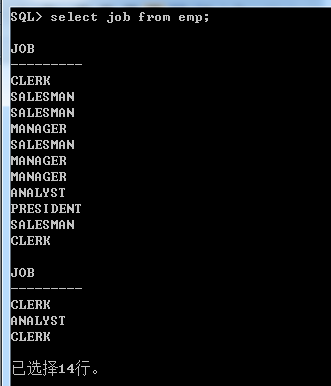 SQL> select job from emp;
JOB
---------
CLERK
SALESMAN
SALESMAN
MANAGER
SALESMAN
MANAGER
MANAGER
ANALYST
PRESIDENT
SALESMAN
CLERK
JOB
---------
CLERK
ANALYST
CLERK
已选择14行。